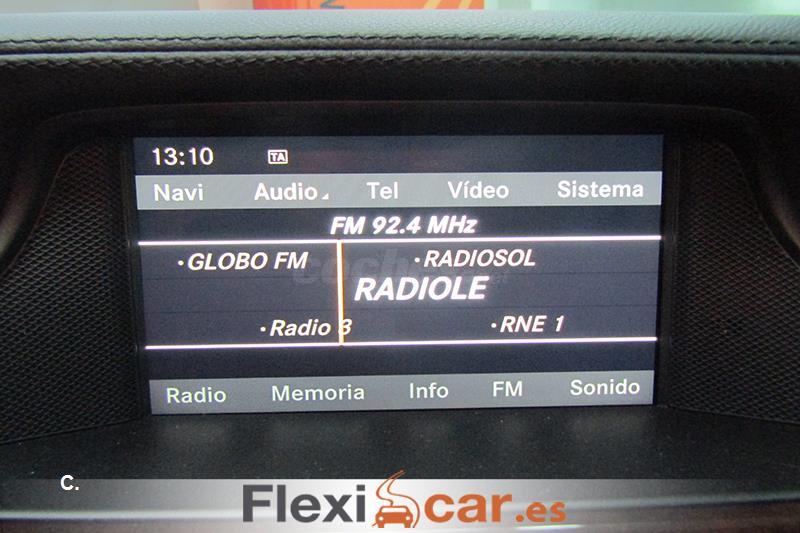 13:10 TA
Navi Audio Tel Vídeo Sistema
FM 92.4 MHz
•GLOBO FM •RADIOSOL
RADIOLE
•Radio 3 •RNE 1
Radio Memoria Info FM Sonido
C.
Flexicar.es